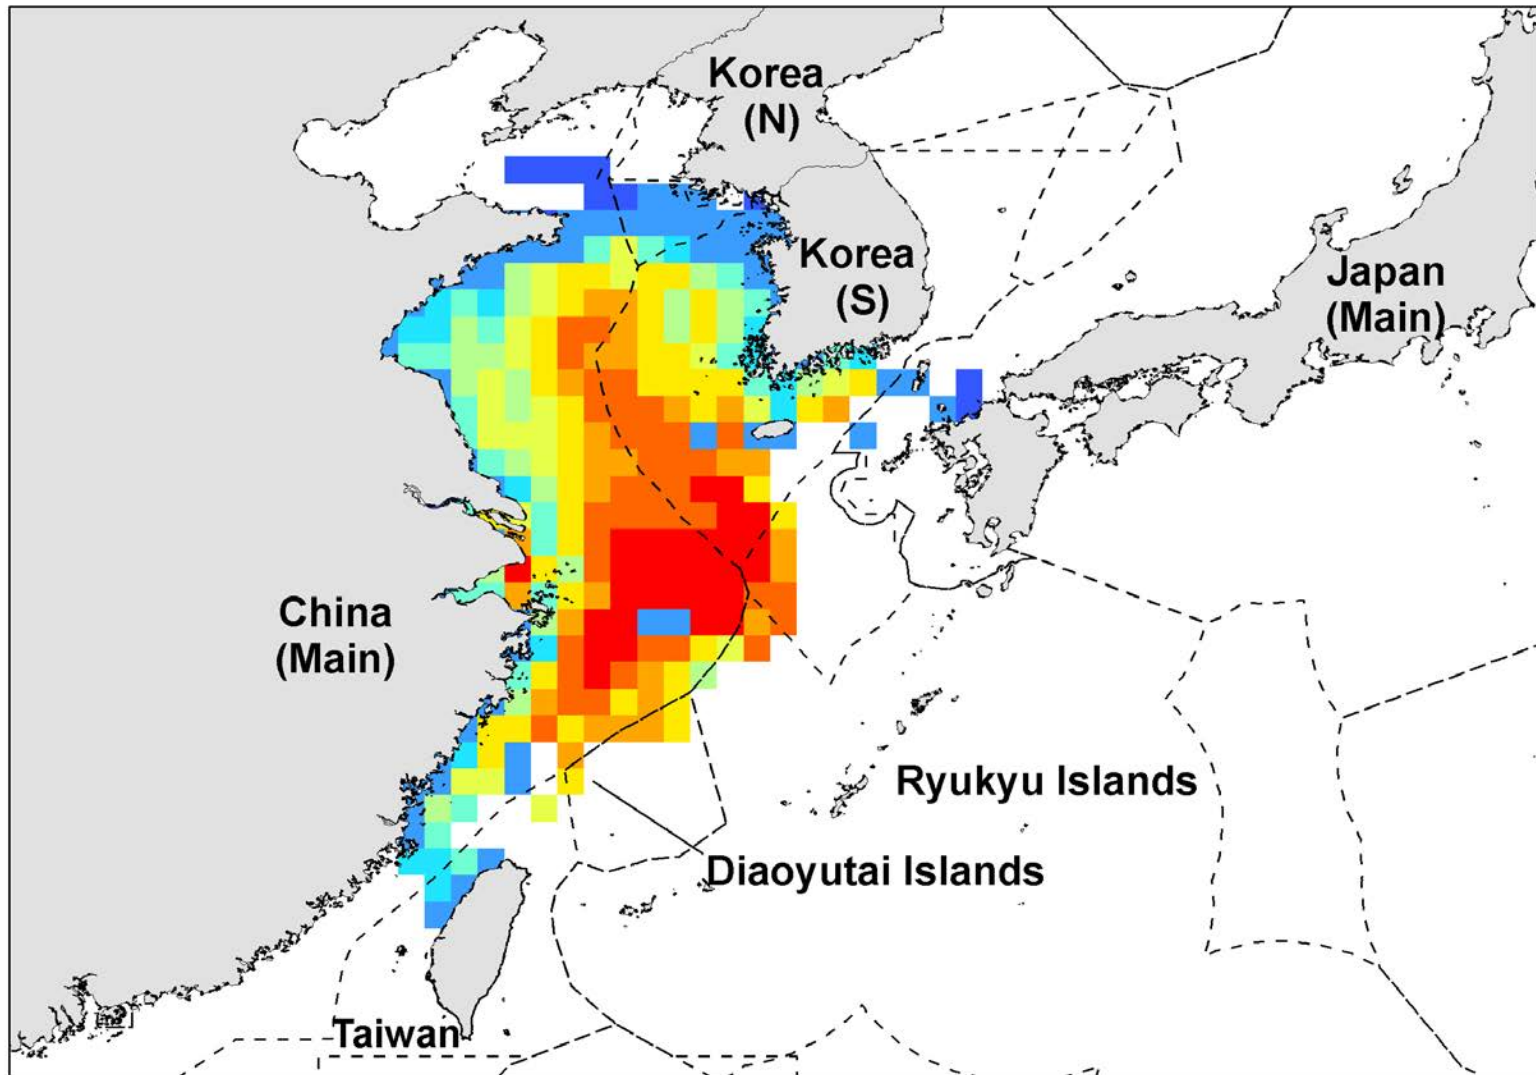 Korea
(N)
Korea
(S)
Japan
(Main)
China
(Main)
Ryukyu Islands
Diaoyutai Islands
Taiwan